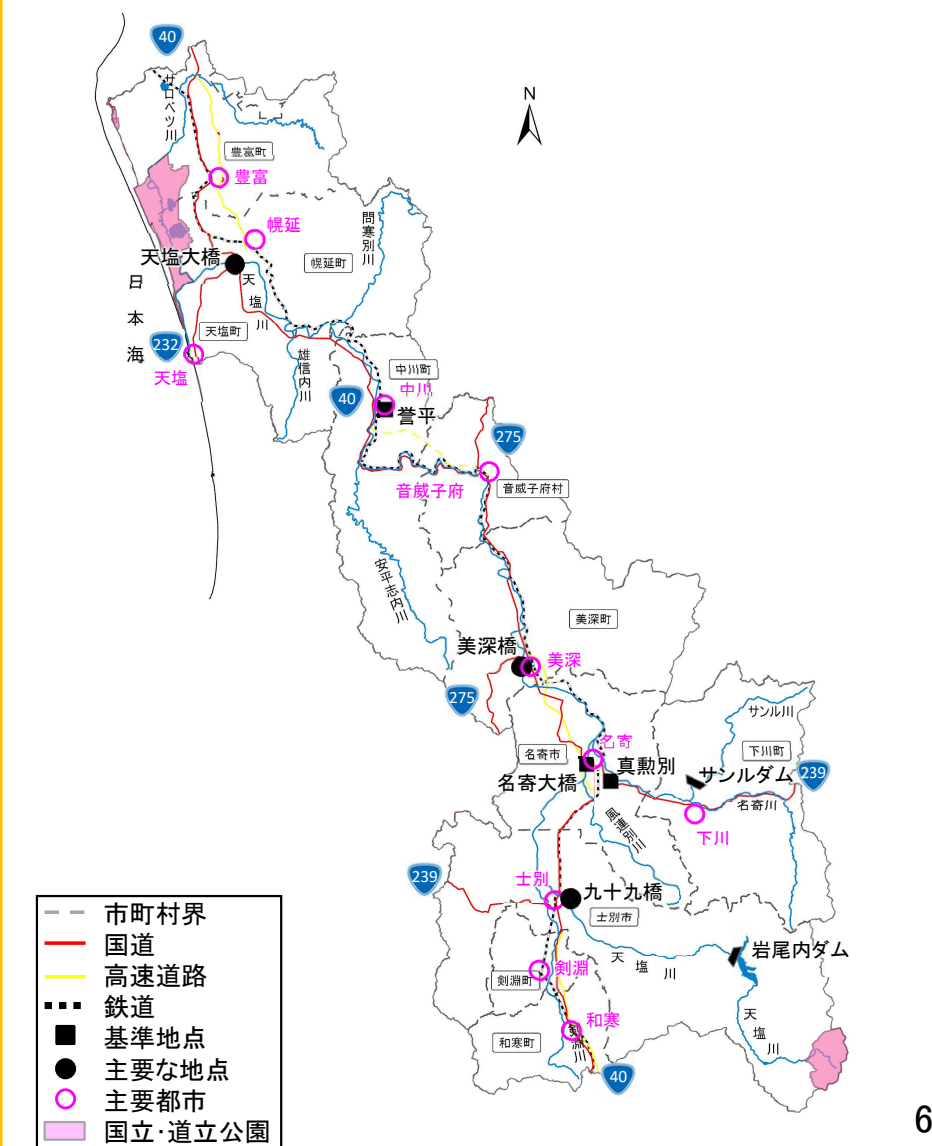 40
N
サロベツ川
豊富町
豊富
問寒別川
幌延
天塩大橋
幌延町
日本海
天塩川
天塩町
232
天塩
雄信内川
中川町
中川
40
誉平
275
音威子府
音威子府村
安平志内川
美深町
美深橋
美深
275
サンル川
名寄
名寄市
下川町
真勲別
サンルダム
239
名寄大橋
名寄川
風連別川
下川
239
士別
九十九橋
士別市
岩尾内ダム
天塩川
剣淵
剣淵町
天塩川
和寒
和寒町
剣淵川
40
市町村界
国道
高速道路
鉄道
基準地点
主要な地点
主要都市
国立・道立公園
6